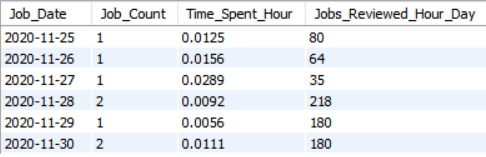 Job_Date Job_Count Time_Spent_Hour Jobs_Reviewed_Hour_Day
2020-11-25 1 0.0125 80
2020-11-26 1 0.0156 64
2020-11-27 1 0.0289 35
2020-11-28 2 0.0092 218
2020-11-29 1 0.0056 180
2020-11-30 2 0.0111 180